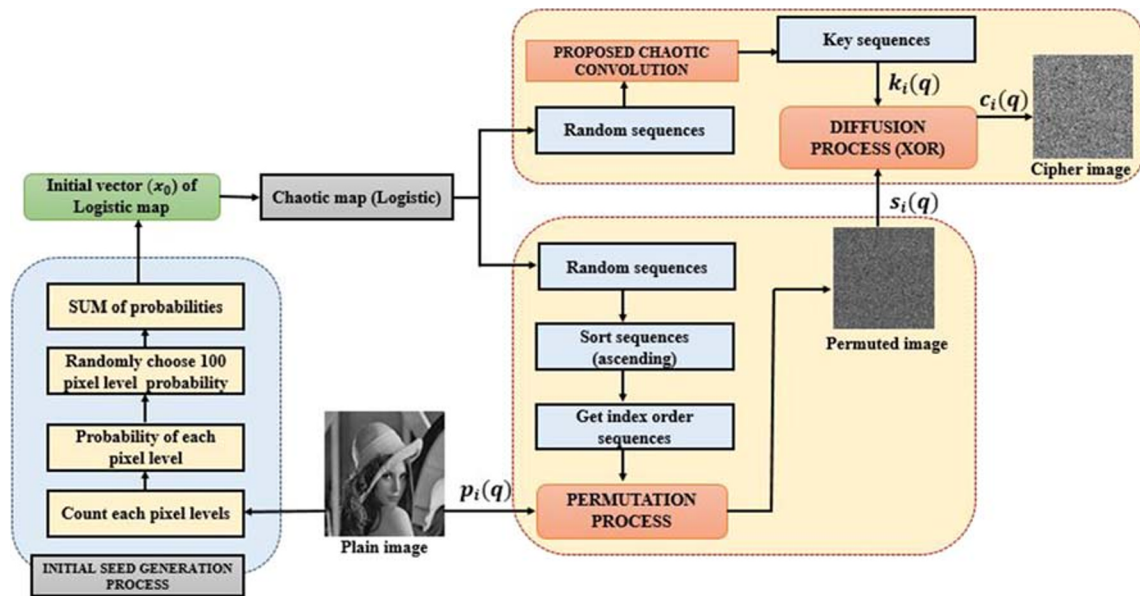 PROPOSED CHAOTIC
CONVOLUTION
Key sequences
k_i(q)
c_i(q)
Random sequences
DIFFUSION
PROCESS (XOR)
Cipher image
Initial vector (x_0) of
Logistic map
Chaotic map (Logistic)
s_i(q)
Random sequences
SUM of probabilities
Sort sequences
(ascending)
Permuted image
Randomly choose 100
pixel level probability
Get index order
sequences
Probability of each
pixel level
p_i(q)
PERMUTATION
PROCESS
Count each pixel levels
Plain image
INITIAL SEED GENERATION
PROCESS